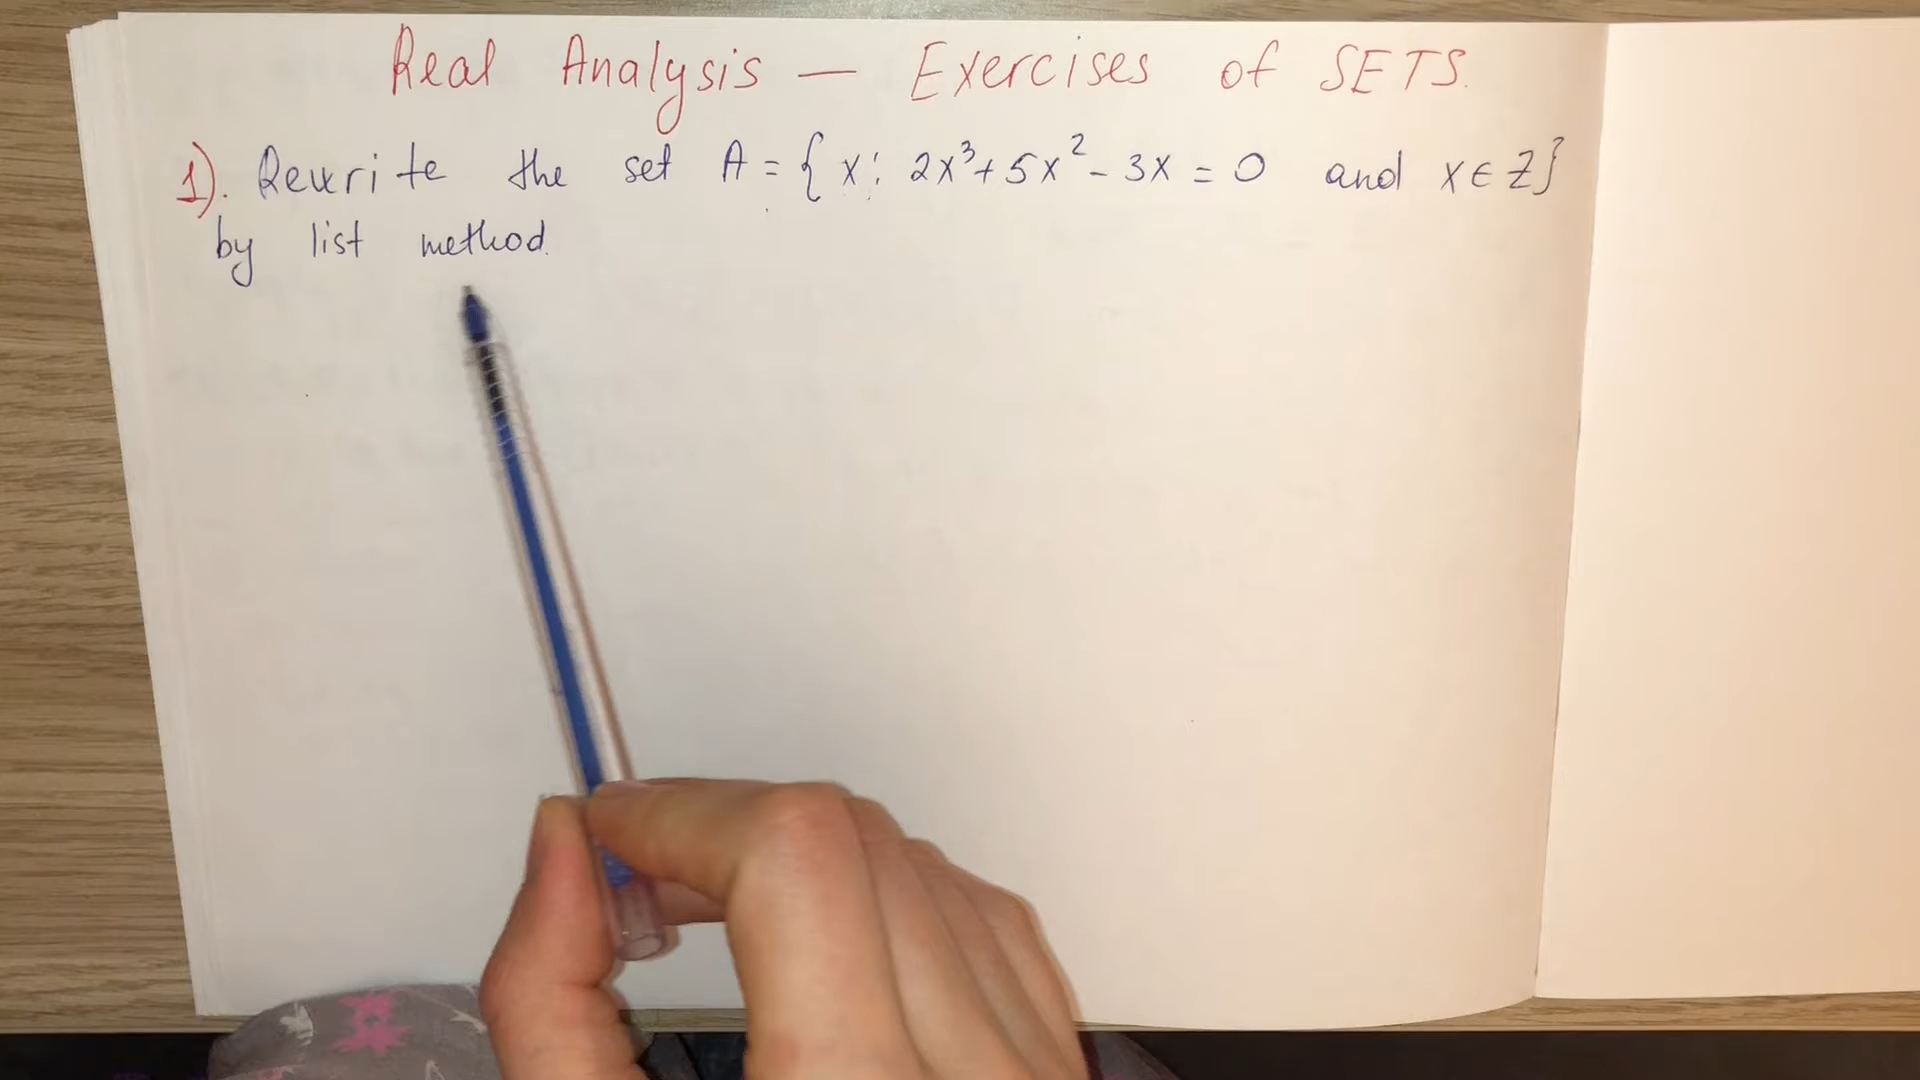 Real Analysis — Exercises of SETS.
1). Rewrite the set A = { x : 2x³ + 5x² - 3x = 0 and x ∈ Z}
by list method.